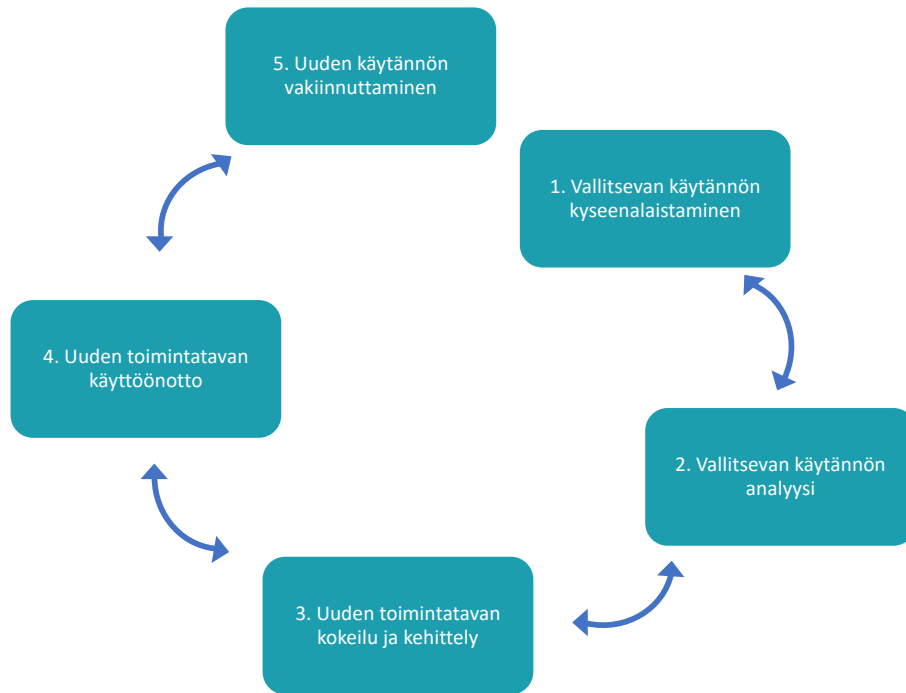 5. Uuden käytännön
vakiinnuttaminen
1. Vallitsevan käytännön
kyseenalaistaminen
2. Vallitsevan käytännön
analyysi
3. Uuden toimintatavan
kokeilu ja kehittely
4. Uuden toimintatavan
käyttöönotto